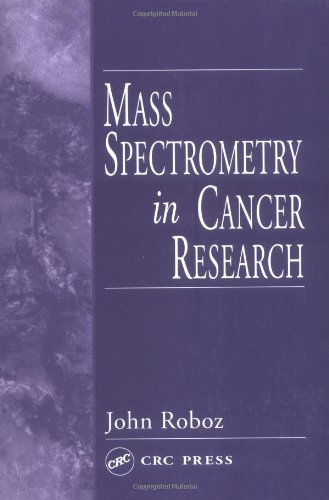 MASS
SPECTROMETRY
in CANCER
RESEARCH
John Roboz
CRC CRC PRESS